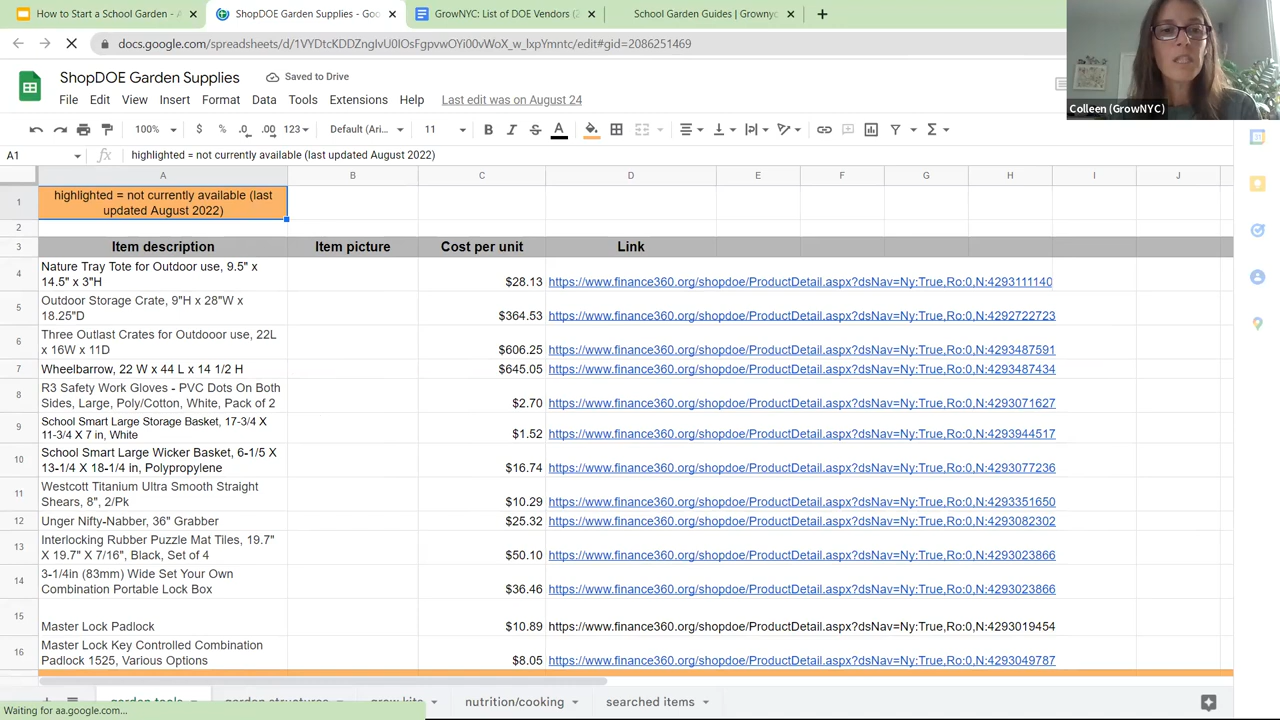 How to Start a School Garden -
ShopDOE Garden Supplies - Goo
GrowNYC: List of DOE Vendors (2
School Garden Guides | Grownyc
docs.google.com/spreadsheets/d/1VYDtcKDDZnglvU0IOsFgpvwOYi00vWoX_w_lxpYmntc/edit#gid=2086251469
ShopDOE Garden Supplies
Saved to Drive
File Edit View Insert Format Data Tools Extensions Help Last edit was on August 24
Colleen (GrowNYC)
100% $ % .0 .00 123 Default (Ari... 11 B I S A
A1 fx highlighted = not currently available (last updated August 2022)
A B C D E F G H I J
1 highlighted = not currently available (last
updated August 2022)
2
3 Item description Item picture Cost per unit Link
4 Nature Tray Tote for Outdoor use, 9.5" x
14.5" x 3"H $28.13 https://www.finance360.org/shopdoe/ProductDetail.aspx?dsNav=Ny:True,Ro:0,N:4293111140
5 Outdoor Storage Crate, 9"H x 28"W x
18.25"D $364.53 https://www.finance360.org/shopdoe/ProductDetail.aspx?dsNav=Ny:True,Ro:0,N:4292722723
6 Three Outlast Crates for Outdooor use, 22L
x 16W x 11D $606.25 https://www.finance360.org/shopdoe/ProductDetail.aspx?dsNav=Ny:True,Ro:0,N:4293487591
7 Wheelbarrow, 22 W x 44 L x 14 1/2 H $645.05 https://www.finance360.org/shopdoe/ProductDetail.aspx?dsNav=Ny:True,Ro:0,N:4293487434
8 R3 Safety Work Gloves - PVC Dots On Both
Sides, Large, Poly/Cotton, White, Pack of 2 $2.70 https://www.finance360.org/shopdoe/ProductDetail.aspx?dsNav=Ny:True,Ro:0,N:4293071627
9 School Smart Large Storage Basket, 17-3/4 X
11-3/4 X 7 in, White $1.52 https://www.finance360.org/shopdoe/ProductDetail.aspx?dsNav=Ny:True,Ro:0,N:4293944517
10 School Smart Large Wicker Basket, 6-1/5 X
13-1/4 X 18-1/4 in, Polypropylene $16.74 https://www.finance360.org/shopdoe/ProductDetail.aspx?dsNav=Ny:True,Ro:0,N:4293077236
11 Westcott Titanium Ultra Smooth Straight
Shears, 8", 2/Pk $10.29 https://www.finance360.org/shopdoe/ProductDetail.aspx?dsNav=Ny:True,Ro:0,N:4293351650
12 Unger Nifty-Nabber, 36" Grabber $25.32 https://www.finance360.org/shopdoe/ProductDetail.aspx?dsNav=Ny:True,Ro:0,N:4293082302
13 Interlocking Rubber Puzzle Mat Tiles, 19.7"
X 19.7" X 7/16", Black, Set of 4 $50.10 https://www.finance360.org/shopdoe/ProductDetail.aspx?dsNav=Ny:True,Ro:0,N:4293023866
14 3-1/4in (83mm) Wide Set Your Own
Combination Portable Lock Box $36.46 https://www.finance360.org/shopdoe/ProductDetail.aspx?dsNav=Ny:True,Ro:0,N:4293023866
15 Master Lock Padlock $10.89 https://www.finance360.org/shopdoe/ProductDetail.aspx?dsNav=Ny:True,Ro:0,N:4293019454
16 Master Lock Key Controlled Combination
Padlock 1525, Various Options $8.05 https://www.finance360.org/shopdoe/ProductDetail.aspx?dsNav=Ny:True,Ro:0,N:4293049787
garden tools garden structures grow kits nutrition/cooking searched items
Waiting for aa.google.com...